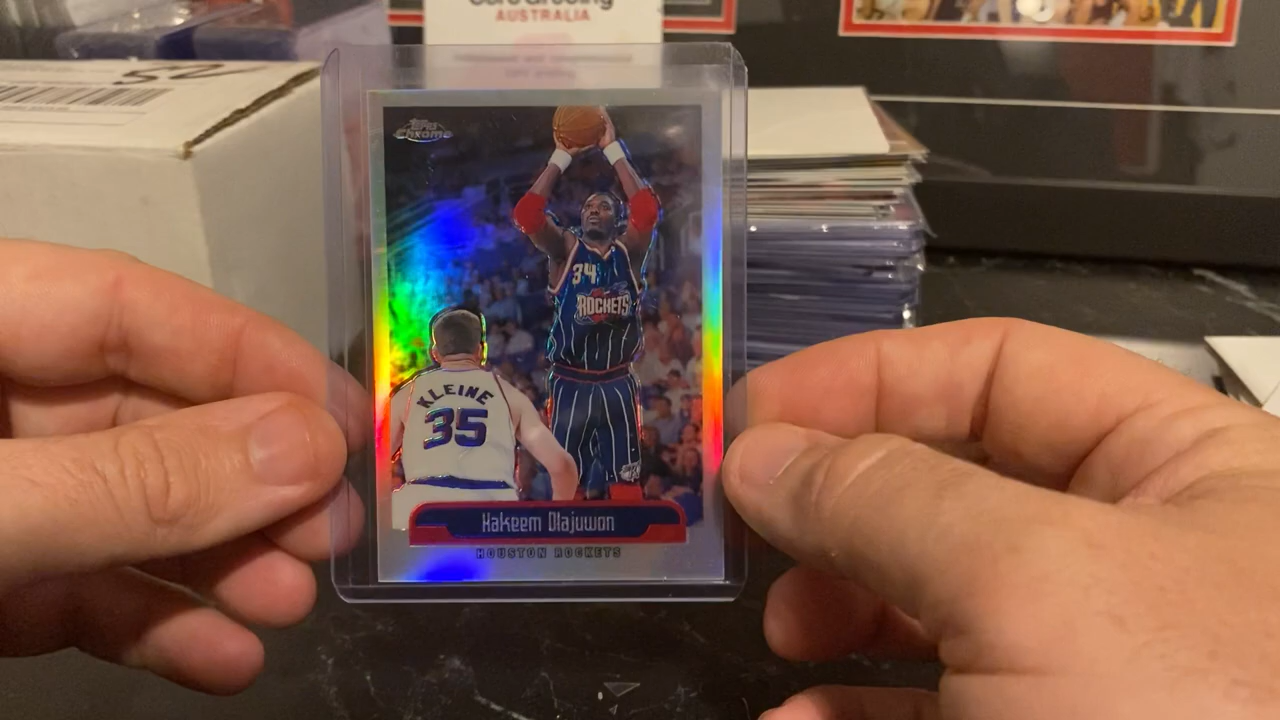 AUSTRALIA
Topps
Chrome
34
ROCKETS
KLEINE
35
Hakeem Olajuwon
HOUSTON ROCKETS